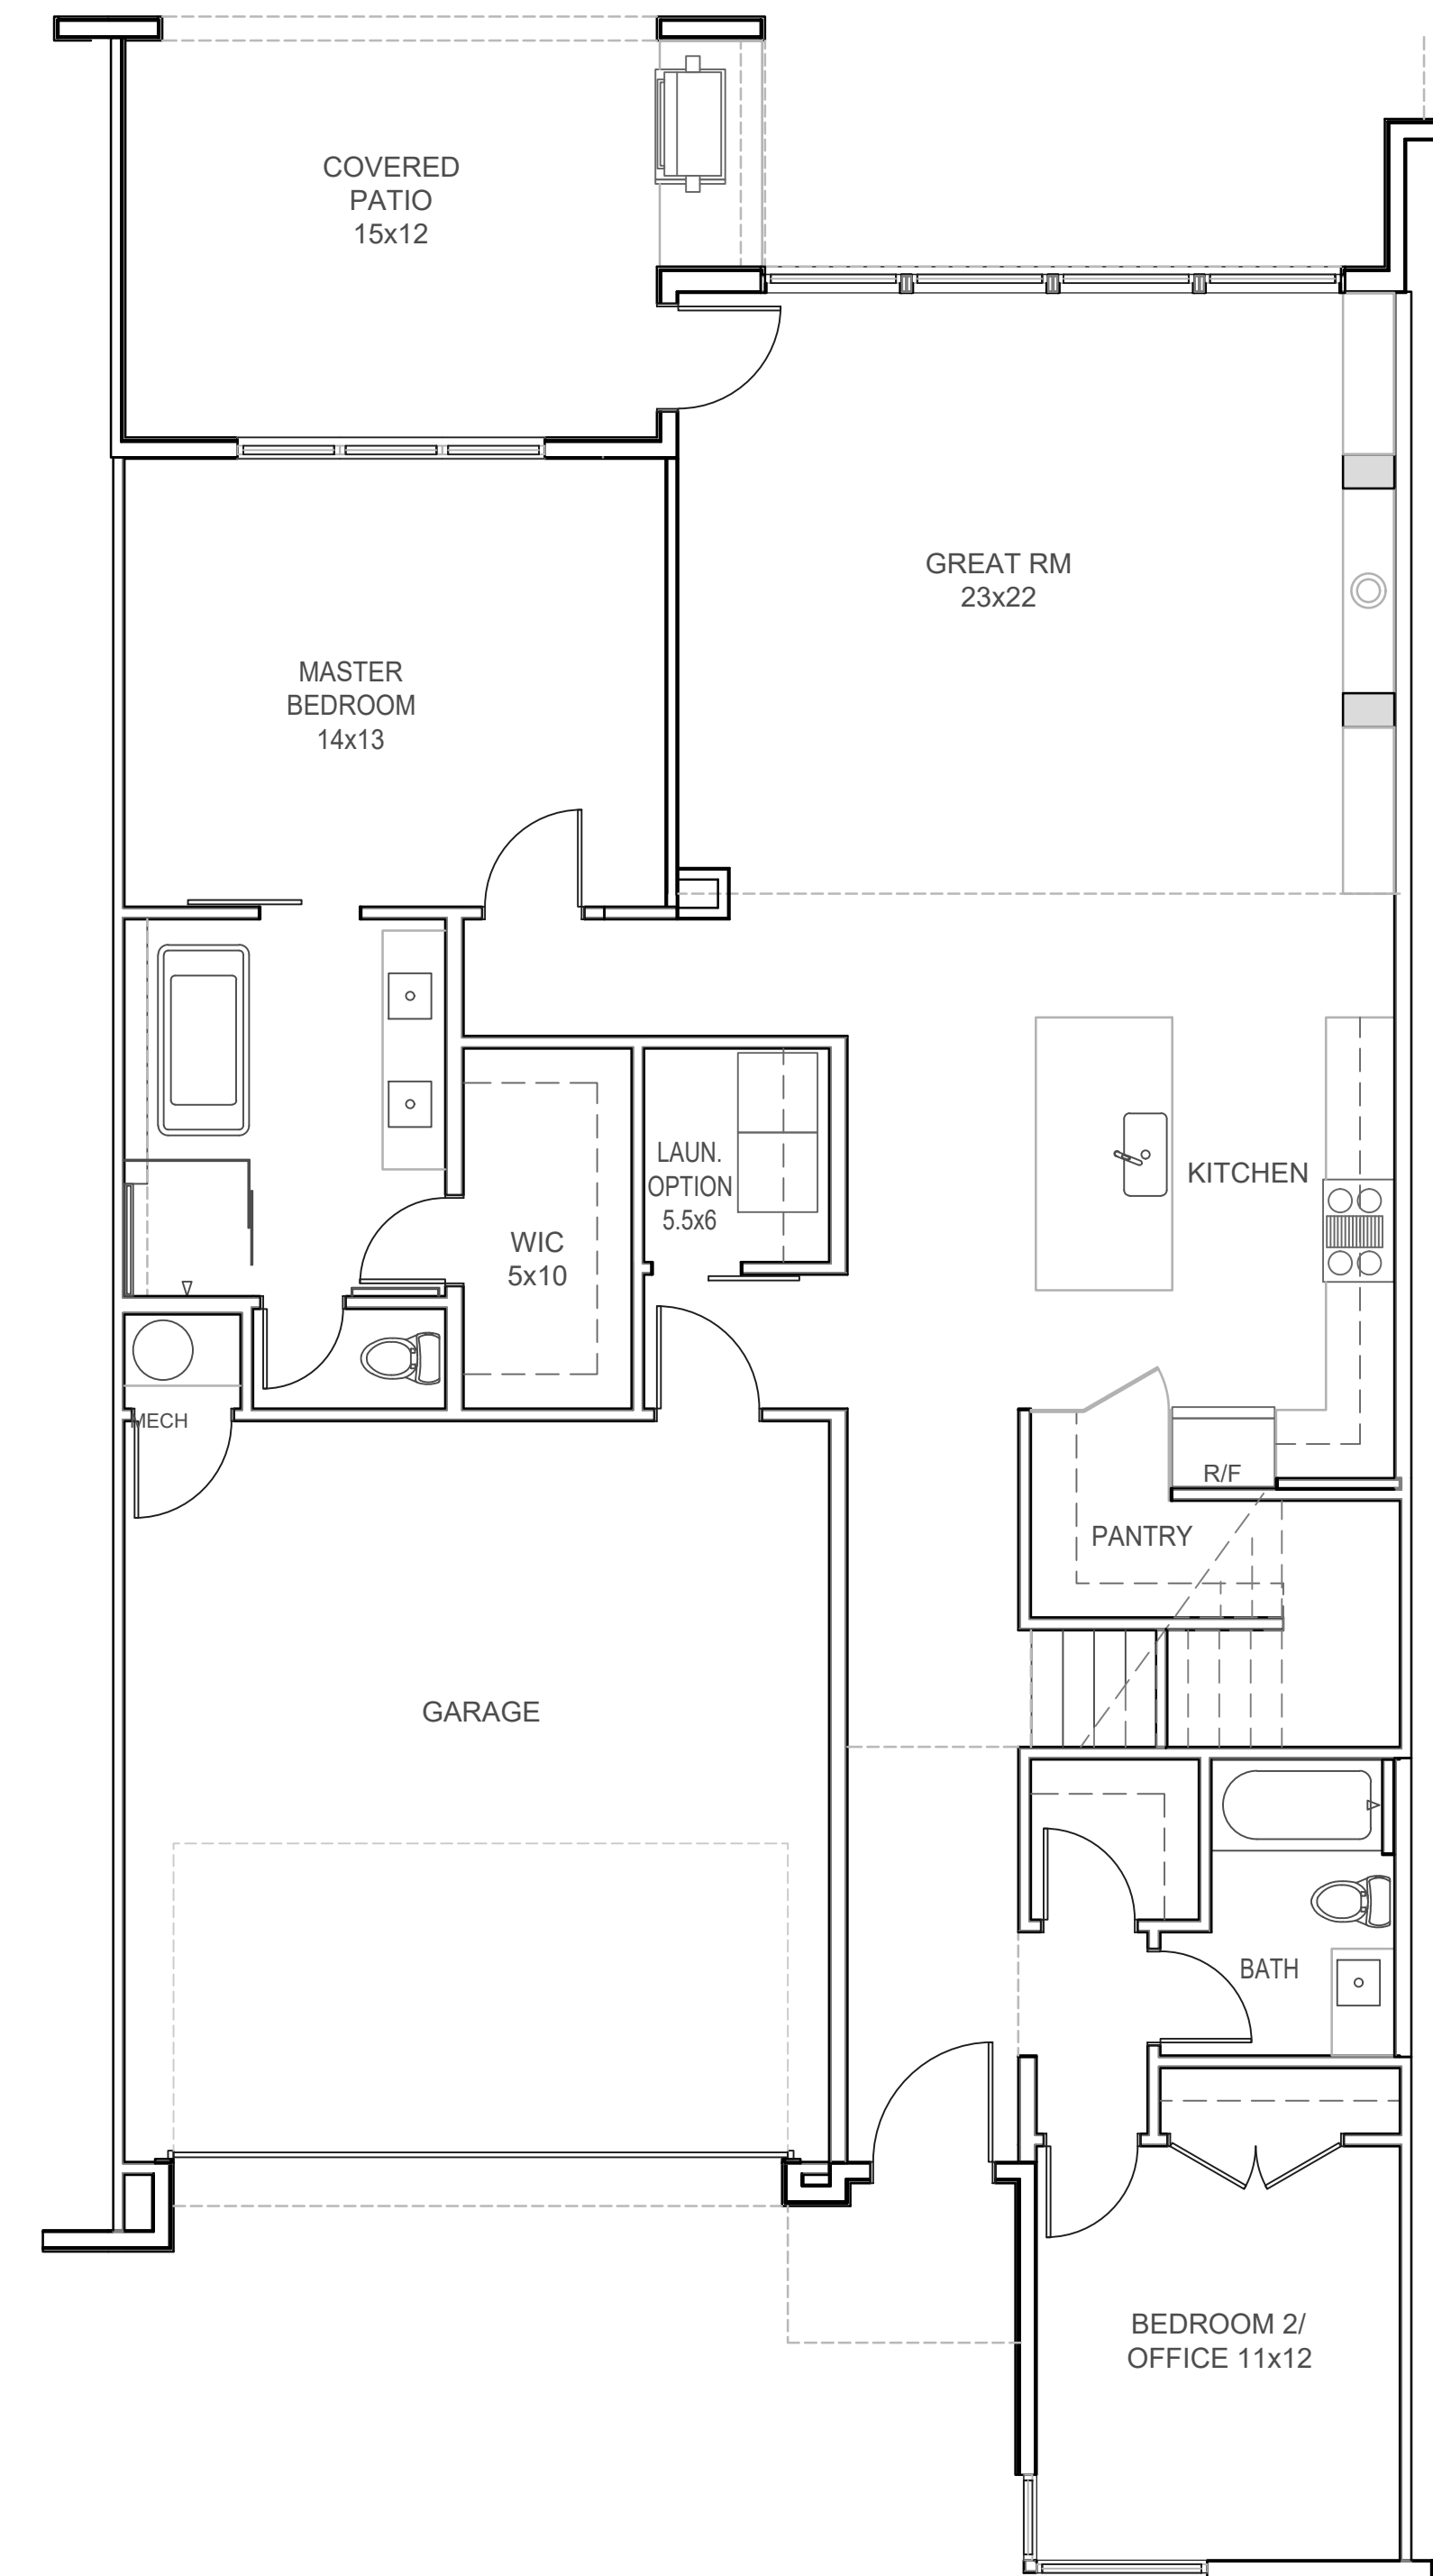 COVERED
PATIO
15x12
GREAT RM
23x22
MASTER
BEDROOM
14x13
LAUN.
OPTION
5.5x6
KITCHEN
WIC
5x10
MECH
R/F
PANTRY
GARAGE
BATH
BEDROOM 2/
OFFICE 11x12